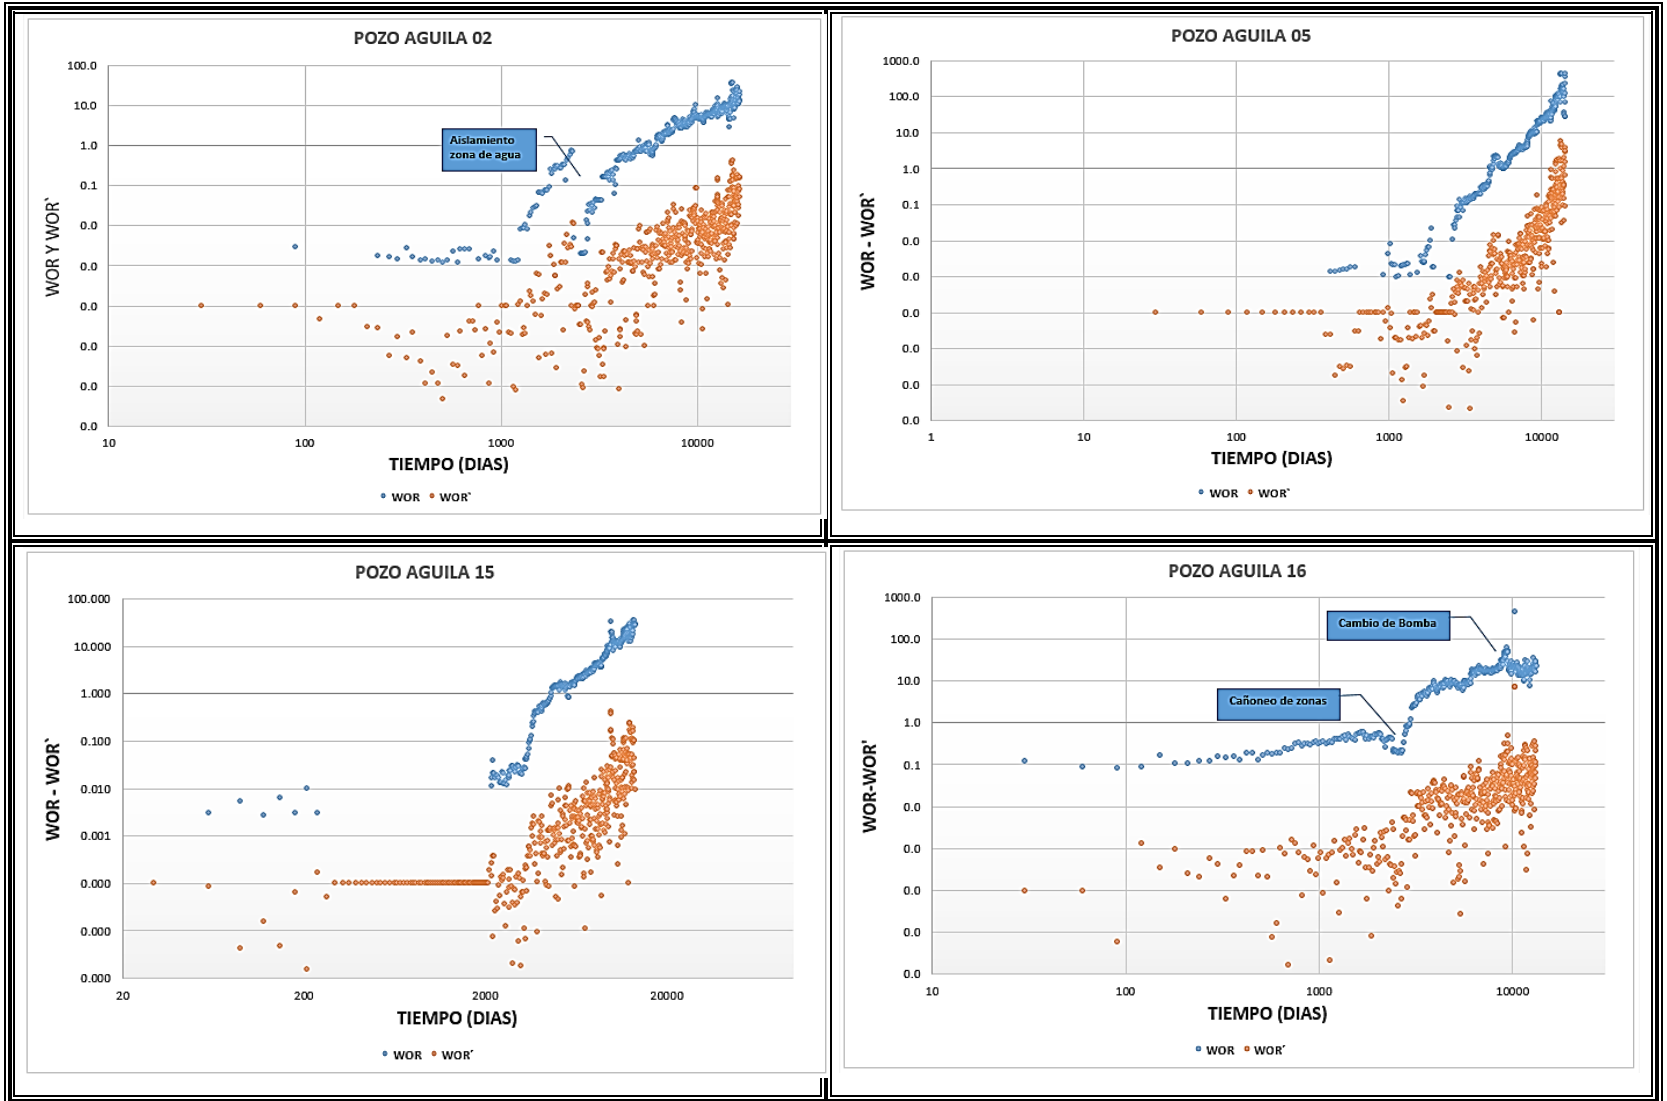 POZO AGUILA 02
100.0
10.0
1.0
0.1
0.0
0.0
0.0
0.0
0.0
0.0
WOR Y WOR`
Aislamiento
zona de agua
10 100 1000 10000
TIEMPO (DIAS)
WOR WOR`
POZO AGUILA 05
1000.0
100.0
10.0
1.0
0.1
0.0
0.0
0.0
0.0
0.0
0.0
WOR - WOR`
1 10 100 1000 10000
TIEMPO (DIAS)
WOR WOR`
POZO AGUILA 15
100.000
10.000
1.000
0.100
0.010
0.001
0.000
0.000
0.000
WOR - WOR`
20 200 2000 20000
TIEMPO (DIAS)
WOR WOR´
POZO AGUILA 16
1000.0
100.0
10.0
1.0
0.1
0.0
0.0
0.0
0.0
0.0
WOR-WOR'
Cambio de Bomba
Cañoneo de zonas
10 100 1000 10000
TIEMPO (DIAS)
WOR WOR´